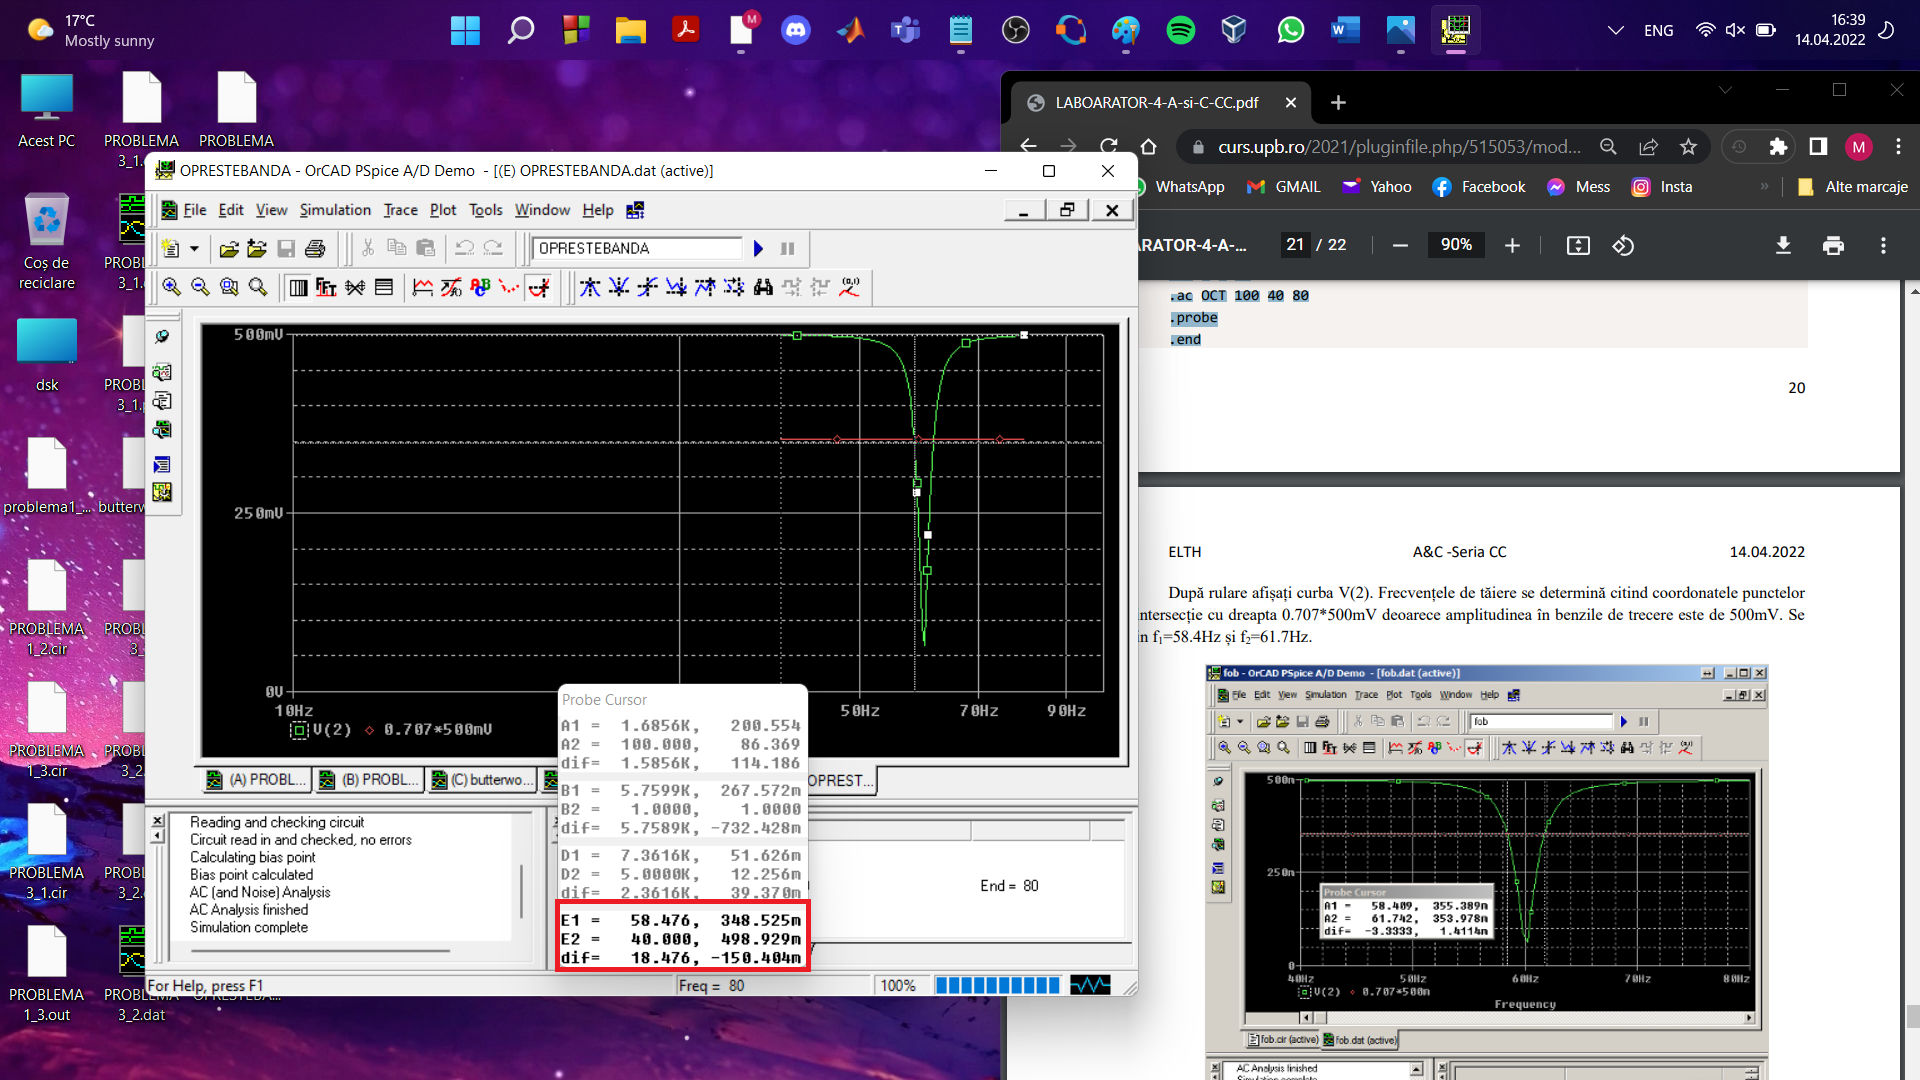 17°C
Mostly sunny
ENG
16:39
14.04.2022
Acest PC
PROBLEMA
3_1.
PROBLEMA
LABOARATOR-4-A-si-C-CC.pdf
curs.upb.ro/2021/pluginfile.php/515053/mod...
M
WhatsApp
GMAIL
Yahoo
Facebook
Mess
Insta
»
Alte marcaje
ARATOR-4-A-...
21 / 22
90%
OPRESTEBANDA - OrCAD PSpice A/D Demo - [(E) OPRESTEBANDA.dat (active)]
File Edit View Simulation Trace Plot Tools Window Help
OPRESTEBANDA
Coș de
reciclare
PROBL
3_1.
dsk
PROBL
3_1.
problema1_...
butterw
PROBLEMA
1_2.cir
PROBL
3
PROBLEMA
1_3.cir
PROBL
3_2.
PROBLEMA
3_1.cir
PROBL
3_2.
PROBLEMA
1_3.out
PROBLEMA
3_2.dat
OPRESTEBANDA...
500mV
250mV
0V
10Hz
50Hz
70Hz
90Hz
V(2)
0.707*500mV
(A) PROBL...
(B) PROBL...
(C) butterwo...
OPREST...
Probe Cursor
A1 = 1.6856K, 200.554
A2 = 100.000, 86.369
dif= 1.5856K, 114.186
B1 = 5.7599K, 267.572m
B2 = 1.0000, 1.0000
dif= 5.7589K, -732.428m
D1 = 7.3616K, 51.626m
D2 = 5.0000K, 12.256m
dif= 2.3616K, 39.370m
E1 = 58.476, 348.525m
E2 = 40.000, 498.929m
dif= 18.476, -150.404m
Reading and checking circuit
Circuit read in and checked, no errors
Calculating bias point
Bias point calculated
AC (and Noise) Analysis
AC Analysis finished
Simulation complete
End = 80
For Help, press F1
Freq = 80
100%
.ac OCT 100 40 80
.probe
.end
20
ELTH
A&C -Seria CC
14.04.2022
După rulare afișați curba V(2). Frecvențele de tăiere se determină citind coordonatele punctelor
ntersecție cu dreapta 0.707*500mV deoarece amplitudinea în benzile de trecere este de 500mV. Se
n f1=58.4Hz și f2=61.7Hz.
fob - OrCAD PSpice A/D Demo - [fob.dat (active)]
File Edit View Simulation Trace Plot Tools Window Help
fob
500m
250m
0
Probe Cursor
A1 = 58.409, 355.389m
A2 = 61.742, 353.978m
dif= -3.3333, 1.4114m
40Hz
50Hz
60Hz
70Hz
80Hz
V(2)
0.707*500m
Frequency
fob.cir (active)
fob.dat (active)
AC Analysis finished
Simulation complete